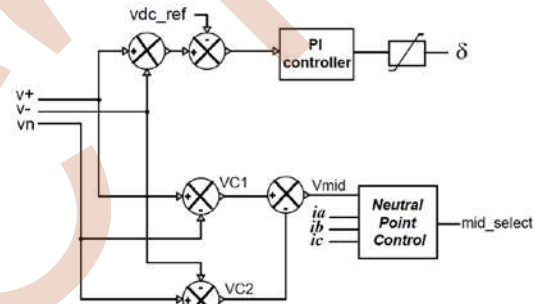 vdc_ref
PI
controller
δ
v+
v-
vn
VC1
Vmid
ia
ib
ic
Neutral
Point
Control
mid_select
VC2